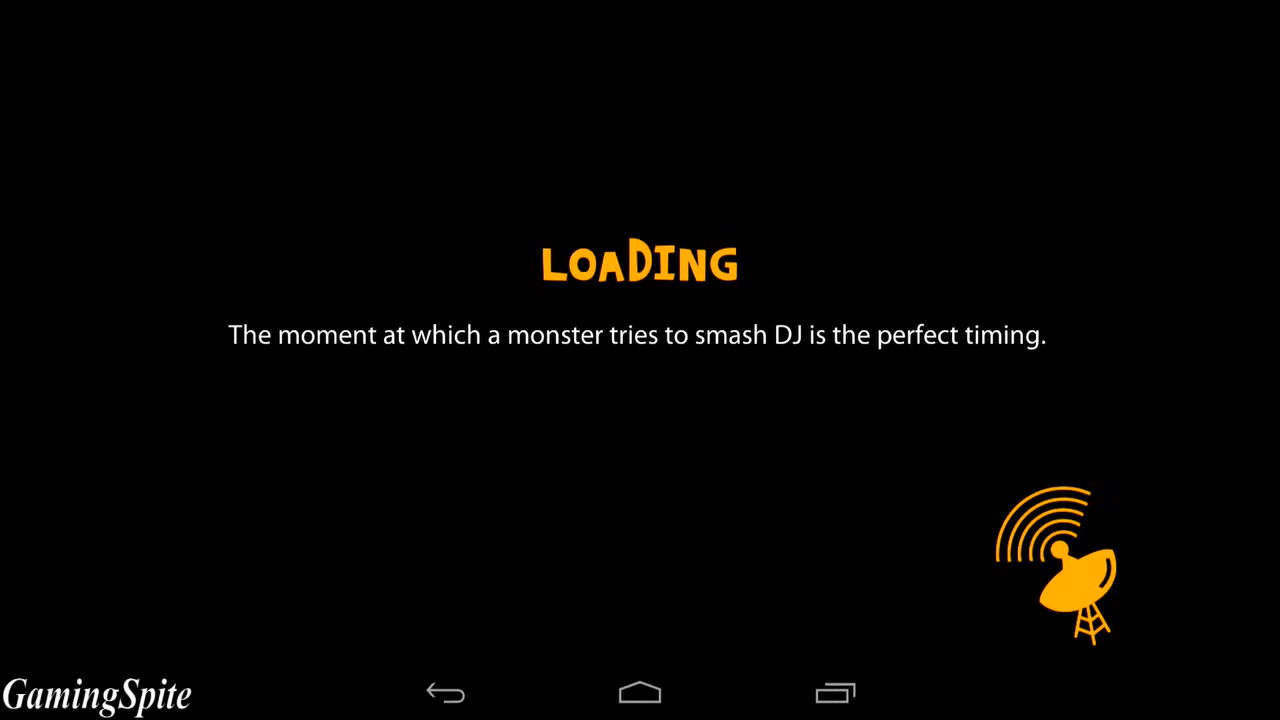 LOADING
The moment at which a monster tries to smash DJ is the perfect timing.
GamingSpite